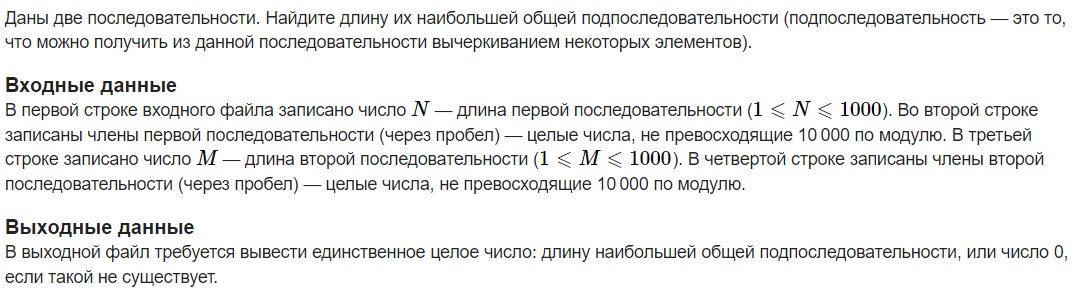 Даны две последовательности. Найдите длину их наибольшей общей подпоследовательности (подпоследовательность — это то,
что можно получить из данной последовательности вычеркиванием некоторых элементов).
Входные данные
В первой строке входного файла записано число N — длина первой последовательности (1 ⩽ N ⩽ 1000). Во второй строке
записаны члены первой последовательности (через пробел) — целые числа, не превосходящие 10 000 по модулю. В третьей
строке записано число M — длина второй последовательности (1 ⩽ M ⩽ 1000). В четвертой строке записаны члены второй
последовательности (через пробел) — целые числа, не превосходящие 10 000 по модулю.
Выходные данные
В выходной файл требуется вывести единственное целое число: длину наибольшей общей подпоследовательности, или число 0,
если такой не существует.